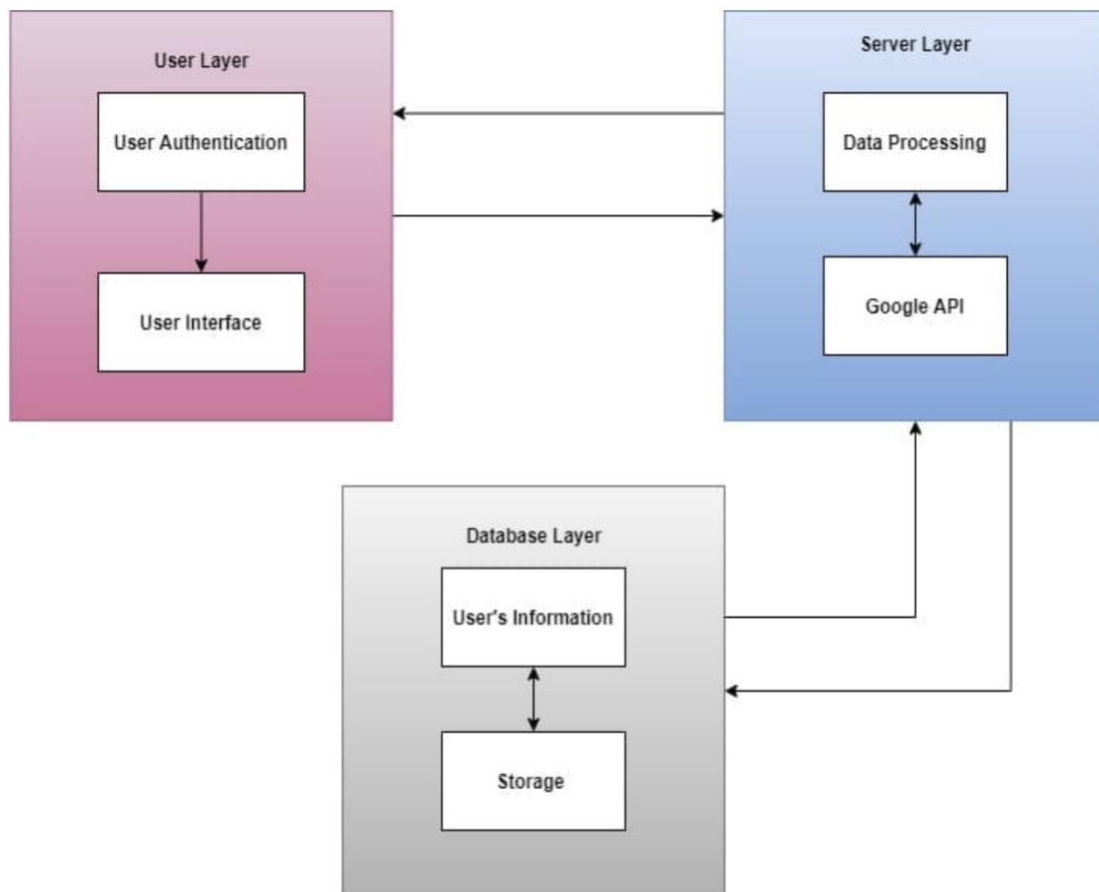 User Layer
User Authentication
User Interface
Server Layer
Data Processing
Google API
Database Layer
User's Information
Storage